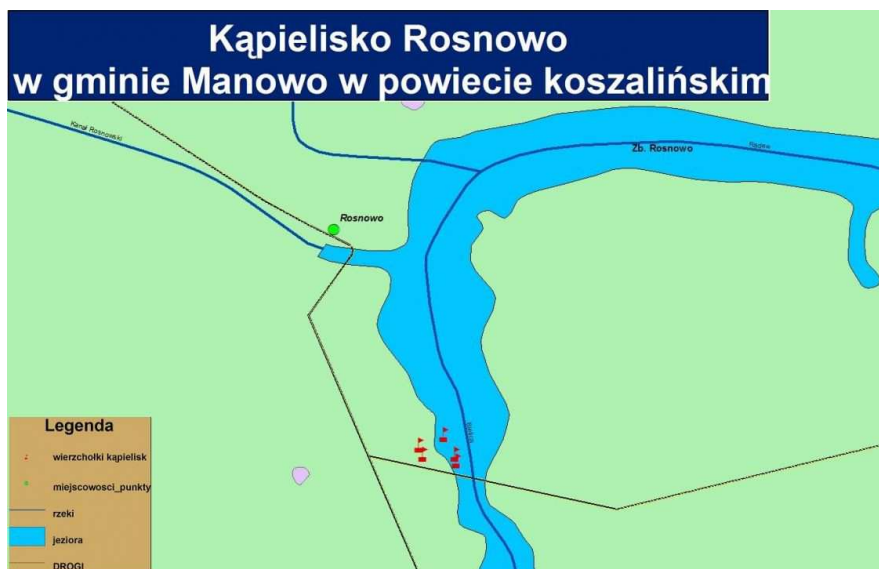 Kąpielisko Rosnowo
w gminie Manowo w powiecie koszalińskim
Kanał Rosnowski
Zb. Rosnowo
Radew
Rosnowo
Legenda
wierzchołki kąpielisk
miejscowosci_punkty
rzeki
jeziora
DROGI